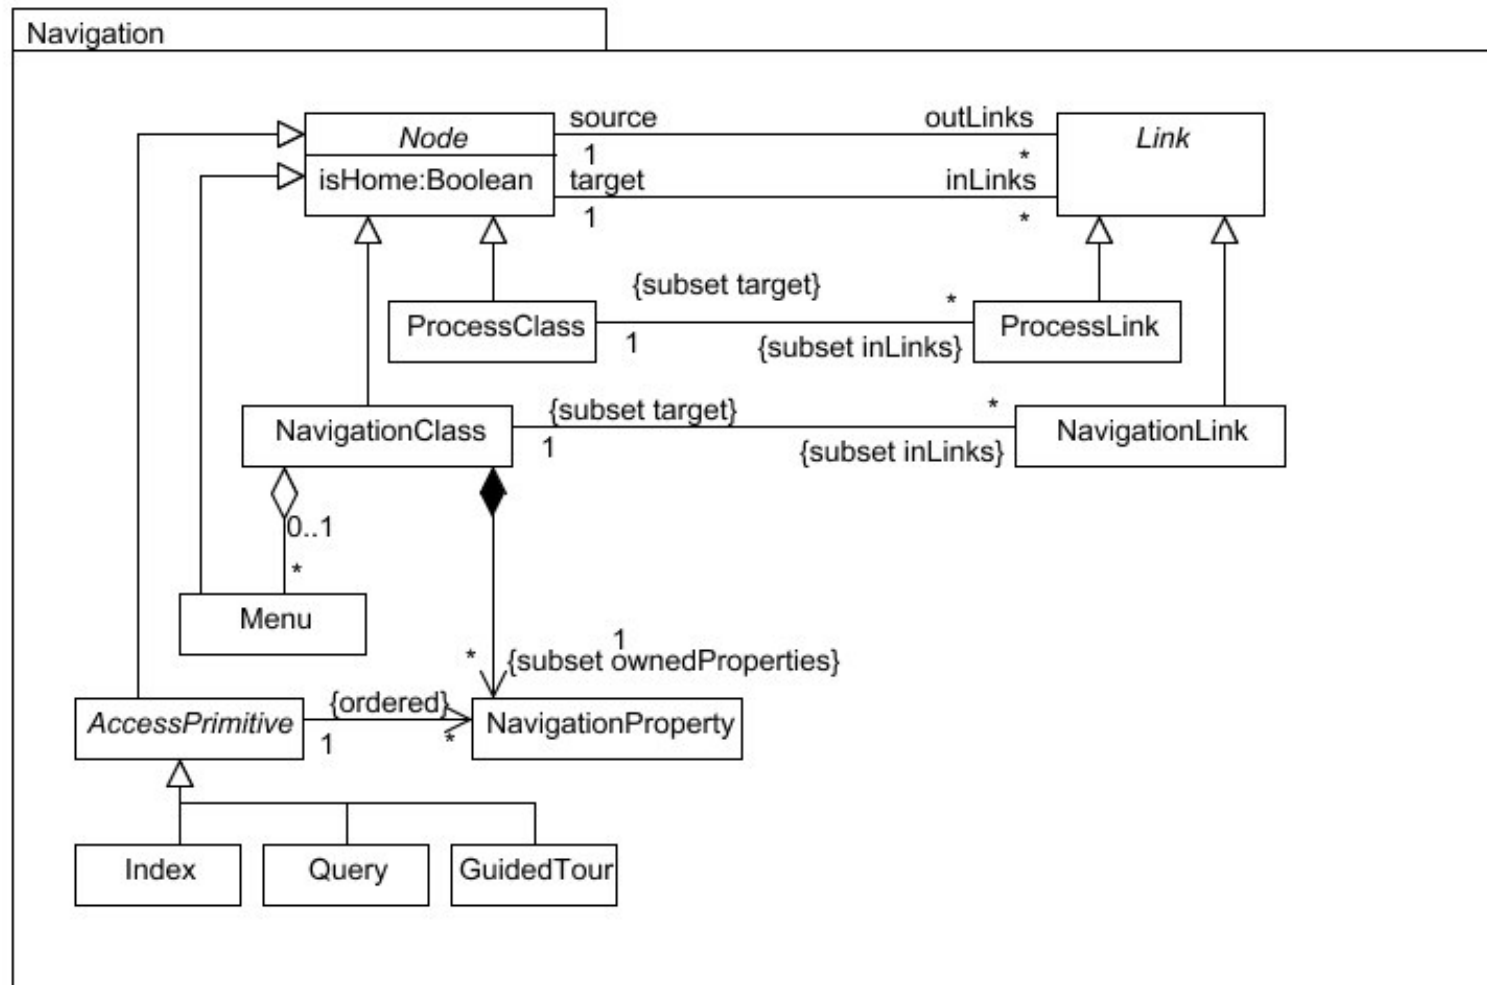 Navigation
source
outLinks
Node
Link
1
*
isHome:Boolean
target
inLinks
1
*
{subset target}
*
ProcessClass
ProcessLink
1
{subset inLinks}
{subset target}
*
NavigationClass
NavigationLink
1
{subset inLinks}
0..1
*
Menu
1
*
{subset ownedProperties}
{ordered}
AccessPrimitive
NavigationProperty
1
*
Index
Query
GuidedTour